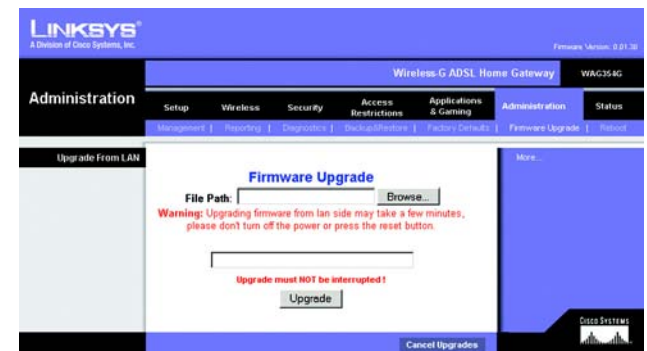 LINKSYS®
A Division of Cisco Systems, Inc.
Firmware Version: 0.01.30
Wireless-G ADSL Home Gateway WAG354G
Administration
Setup Wireless Security Access Restrictions Applications & Gaming Administration Status
Management | Reporting | Diagnostics | Backup&Restore | Factory Defaults | Firmware Upgrade | Reboot
Upgrade From LAN
More...
Firmware Upgrade
File Path: Browse...
Warning: Upgrading firmware from lan side may take a few minutes,
please don't turn off the power or press the reset button.
Upgrade must NOT be interrupted !
Upgrade
Cancel Upgrades
CISCO SYSTEMS